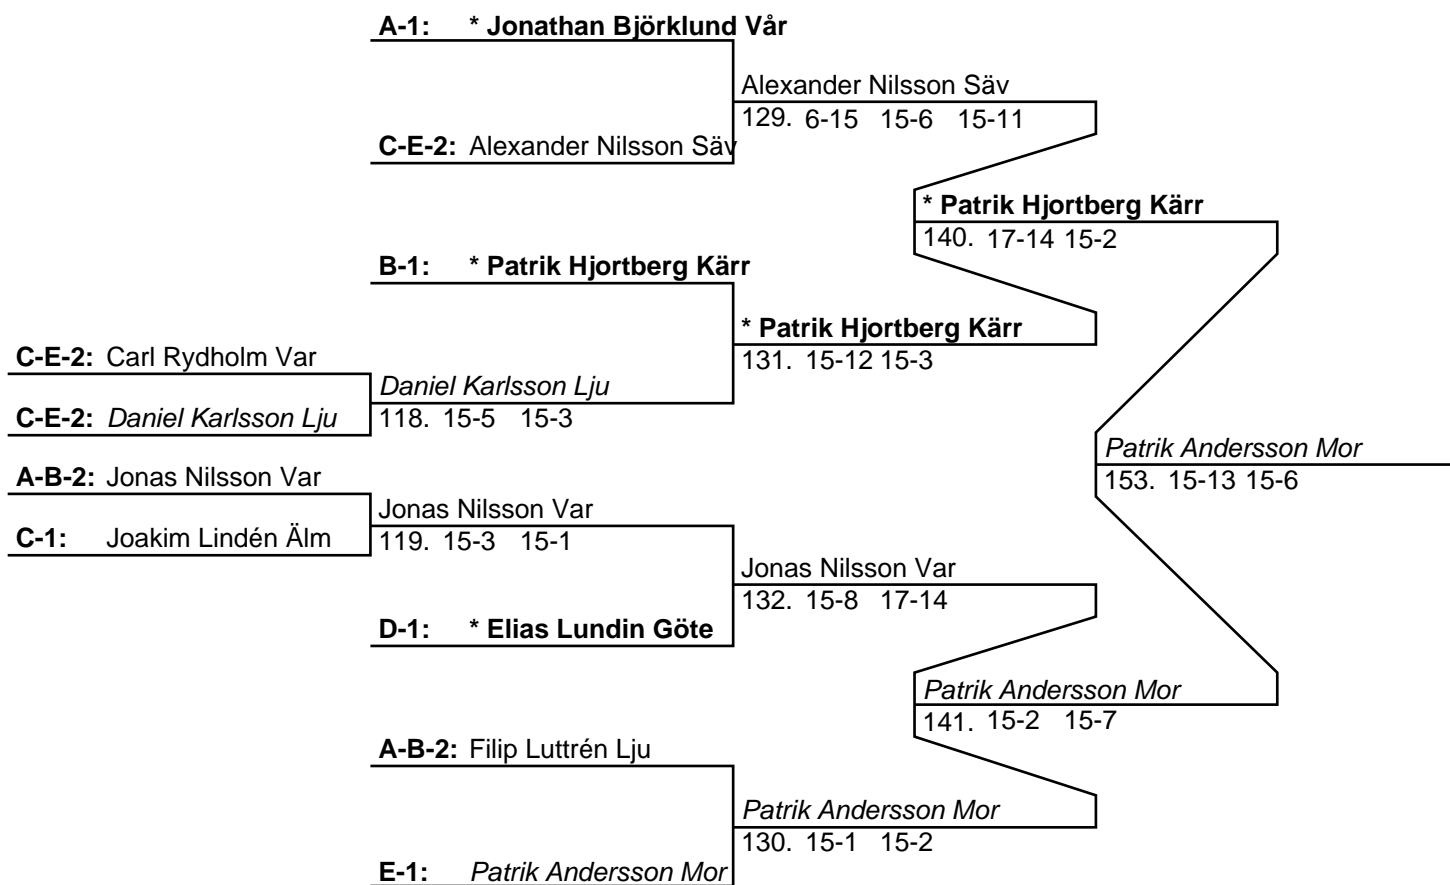 A-1: * Jonathan Björklund Vår
Alexander Nilsson Säv
129. 6-15 15-6 15-11
C-E-2: Alexander Nilsson Säv
* Patrik Hjortberg Kärr
140. 17-14 15-2
B-1: * Patrik Hjortberg Kärr
* Patrik Hjortberg Kärr
131. 15-12 15-3
C-E-2: Carl Rydholm Var
Daniel Karlsson Lju
118. 15-5 15-3
C-E-2: Daniel Karlsson Lju
Patrik Andersson Mor
153. 15-13 15-6
A-B-2: Jonas Nilsson Var
Jonas Nilsson Var
119. 15-3 15-1
C-1: Joakim Lindén Älm
Jonas Nilsson Var
132. 15-8 17-14
D-1: * Elias Lundin Göte
Patrik Andersson Mor
141. 15-2 15-7
A-B-2: Filip Luttrén Lju
Patrik Andersson Mor
130. 15-1 15-2
E-1: Patrik Andersson Mor